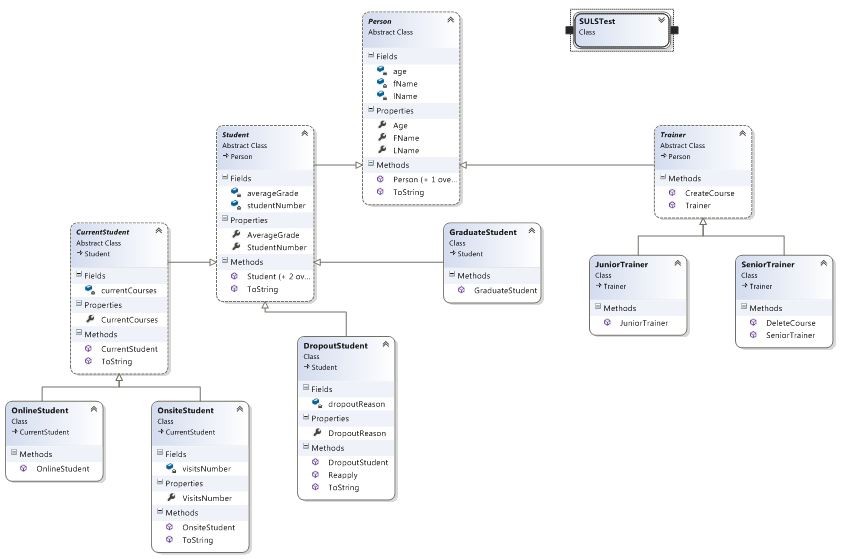 Person
Abstract Class
Fields
age
fName
lName
Properties
Age
FName
LName
Methods
Person (+ 1 ove...
ToString
SULSTest
Class
Student
Abstract Class
Person
Fields
averageGrade
studentNumber
Properties
AverageGrade
StudentNumber
Methods
Student (+ 2 ov...
ToString
Trainer
Abstract Class
Person
Methods
CreateCourse
Trainer
CurrentStudent
Abstract Class
Student
Fields
currentCourses
Properties
CurrentCourses
Methods
CurrentStudent
ToString
GraduateStudent
Class
Student
Methods
GraduateStudent
JuniorTrainer
Class
Trainer
Methods
JuniorTrainer
SeniorTrainer
Class
Trainer
Methods
DeleteCourse
SeniorTrainer
DropoutStudent
Class
Student
Fields
dropoutReason
Properties
DropoutReason
Methods
DropoutStudent
Reapply
ToString
OnlineStudent
Class
CurrentStudent
Methods
OnlineStudent
OnsiteStudent
Class
CurrentStudent
Fields
visitsNumber
Properties
VisitsNumber
Methods
OnsiteStudent
ToString